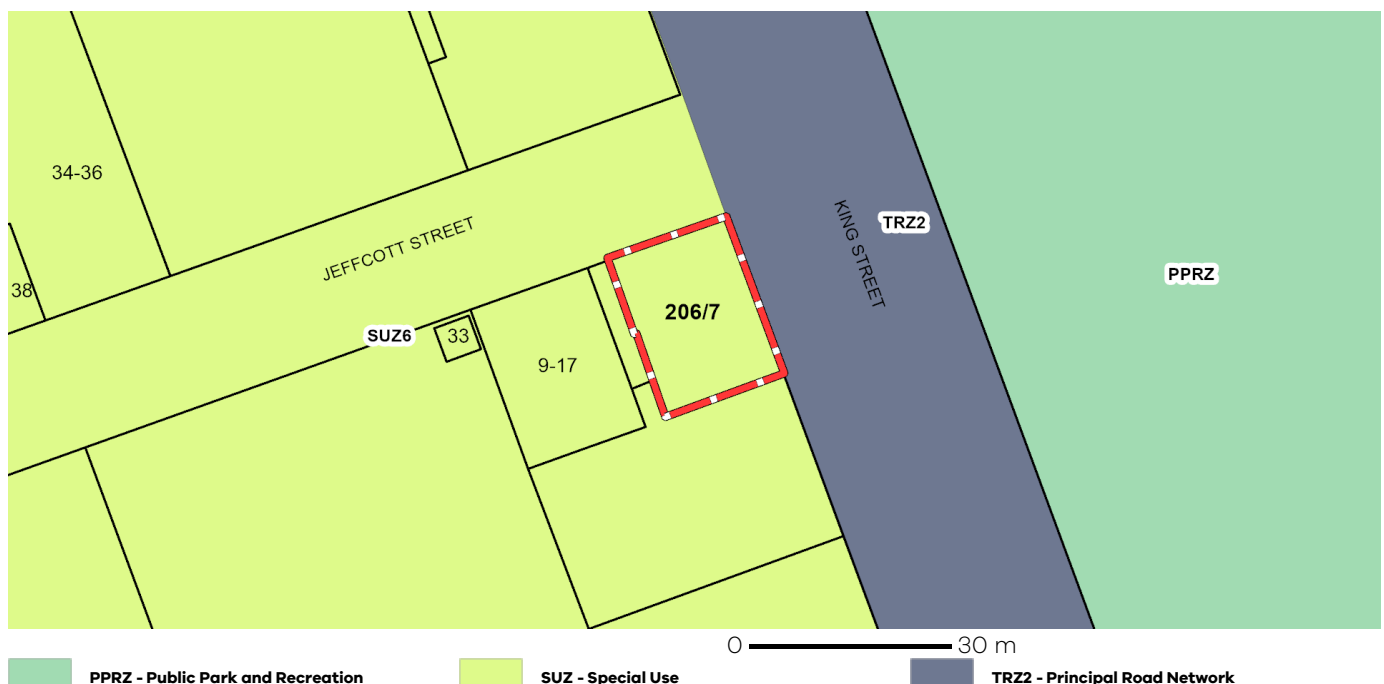 34-36
JEFFCOTT STREET
KING STREET
TRZ2
PPRZ
38
206/7
SUZ6
33
9-17
0 30 m
PPRZ - Public Park and Recreation
SUZ - Special Use
TRZ2 - Principal Road Network